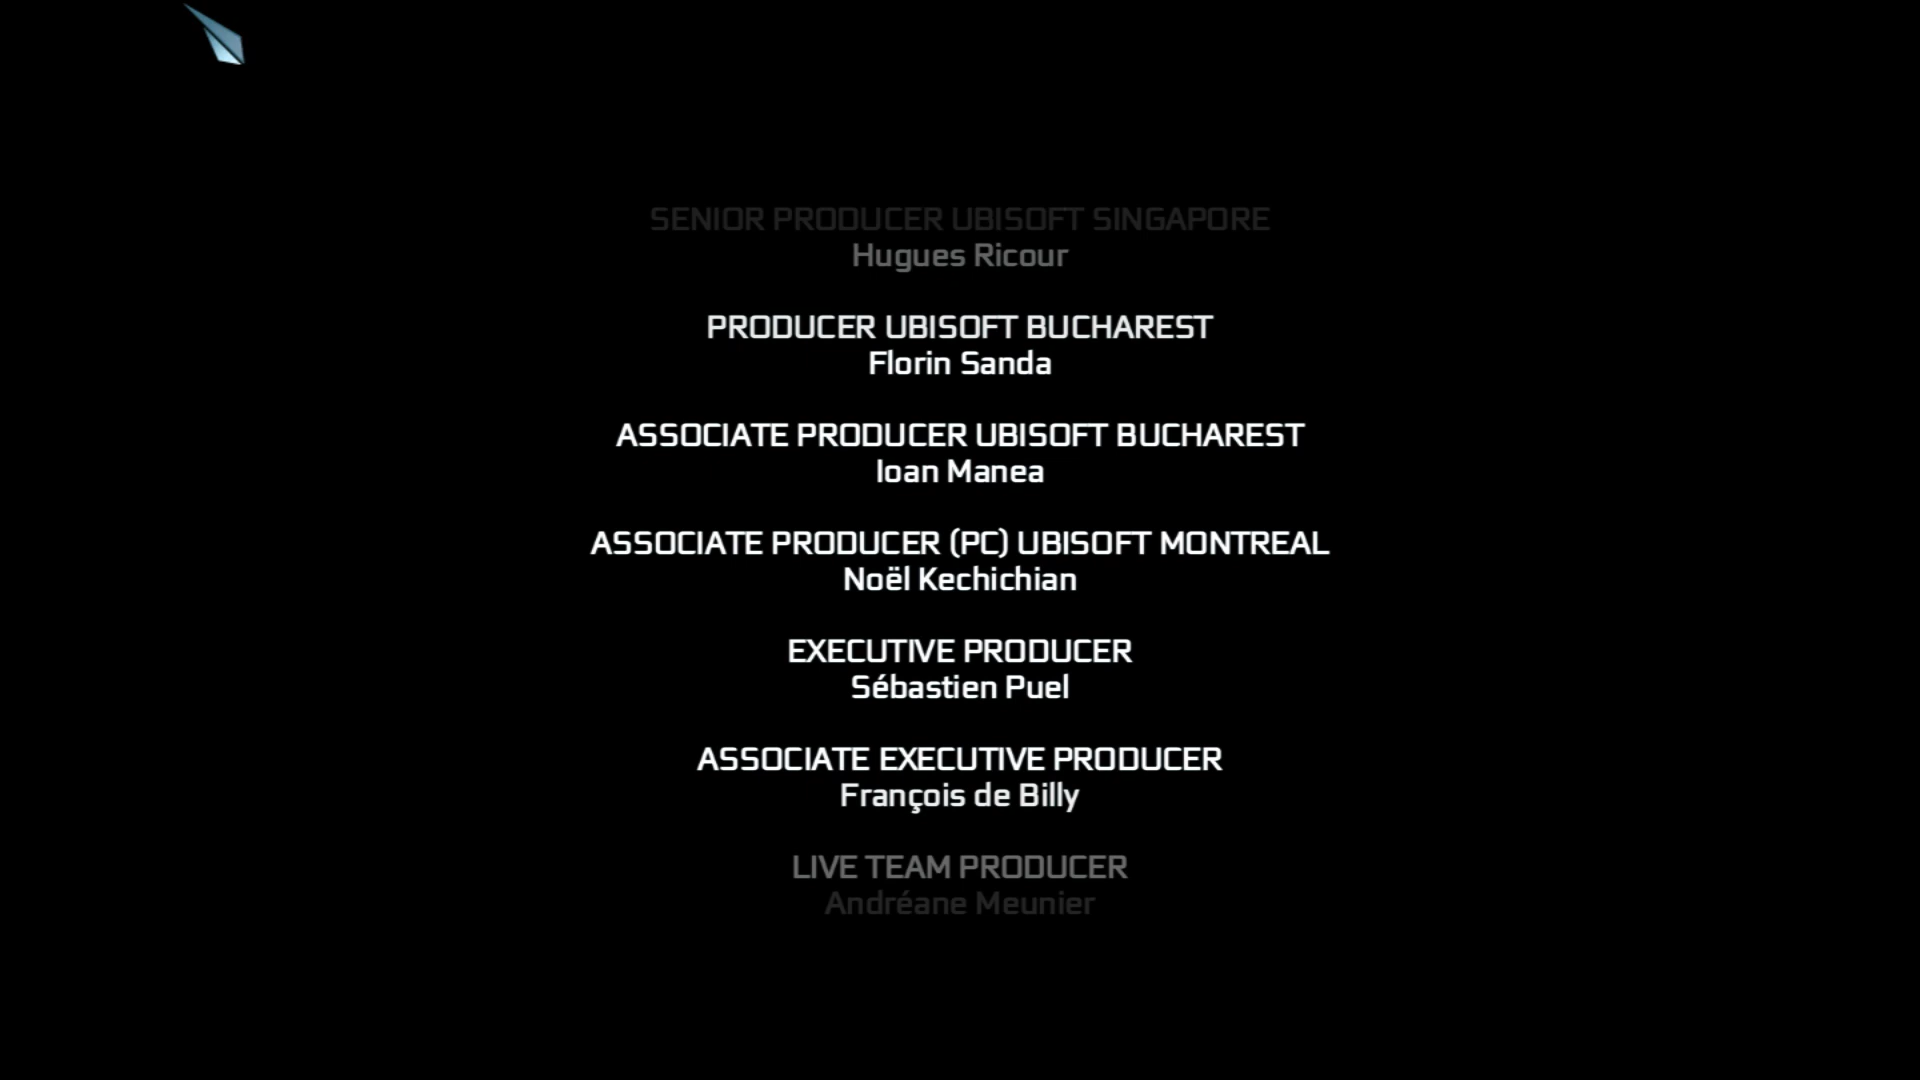 SENIOR PRODUCER UBISOFT SINGAPORE
Hugues Ricour
PRODUCER UBISOFT BUCHAREST
Florin Sanda
ASSOCIATE PRODUCER UBISOFT BUCHAREST
Ioan Manea
ASSOCIATE PRODUCER (PC) UBISOFT MONTREAL
Noël Kechichian
EXECUTIVE PRODUCER
Sébastien Puel
ASSOCIATE EXECUTIVE PRODUCER
François de Billy
LIVE TEAM PRODUCER
Andréane Meunier